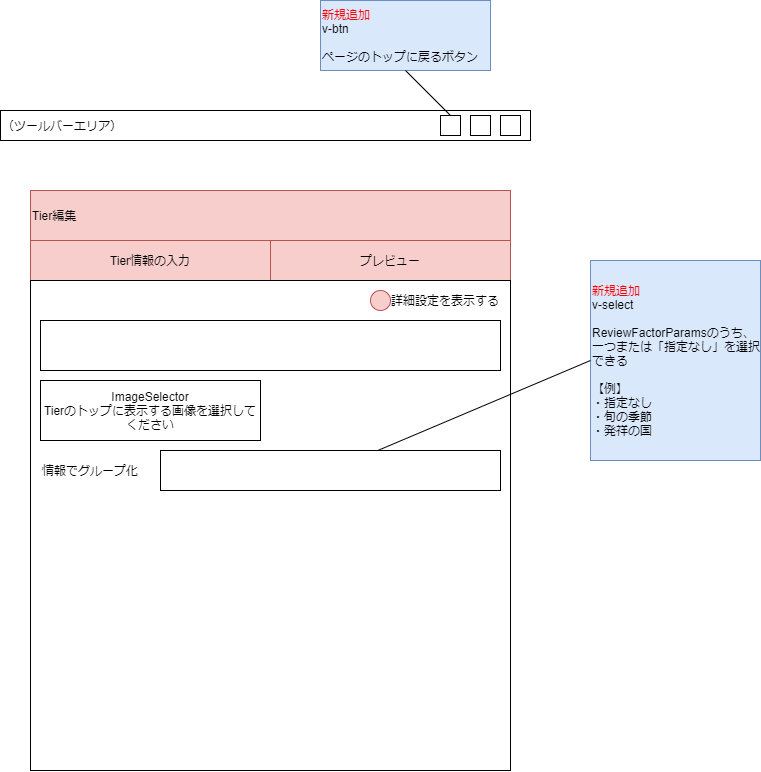 新規追加
v-btn
ページのトップに戻るボタン
（ツールバーエリア）
Tier編集
Tier情報の入力
プレビュー
詳細設定を表示する
ImageSelector
Tierのトップに表示する画像を選択して
ください
情報でグループ化
新規追加
v-select
ReviewFactorParamsのうち、
一つまたは「指定なし」を選択
できる
【例】
・指定なし
・旬の季節
・発祥の国